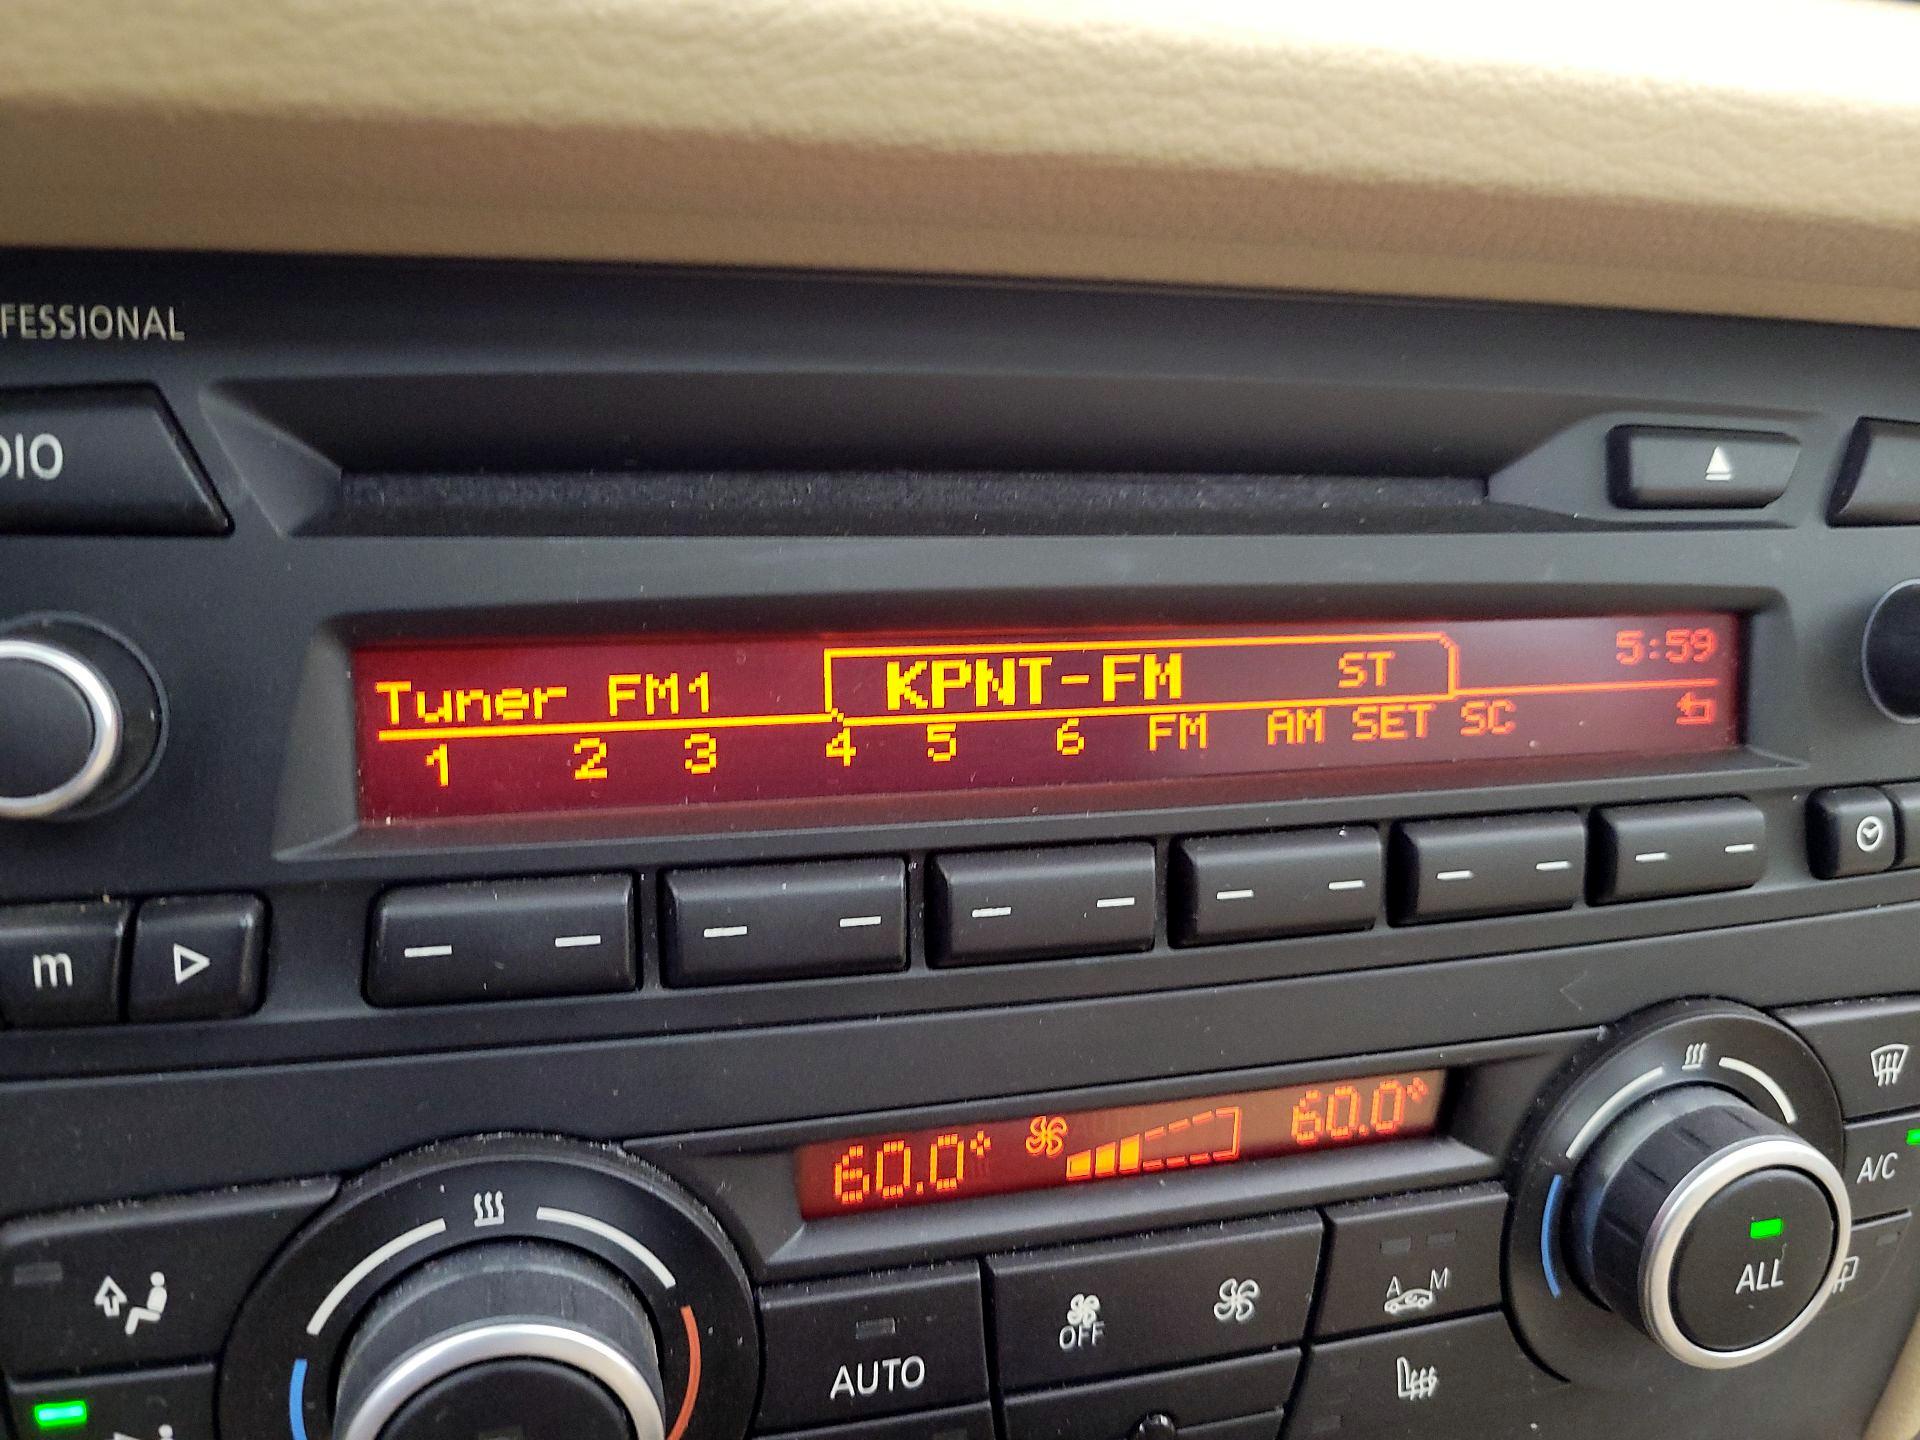 FESSIONAL
DIO
Tuner FM1 KPNT-FM ST 5:59
1 2 3 4 5 6 FM AM SET SC
m
60.0° 60.0°
A/C
ALL
A M
OFF
AUTO